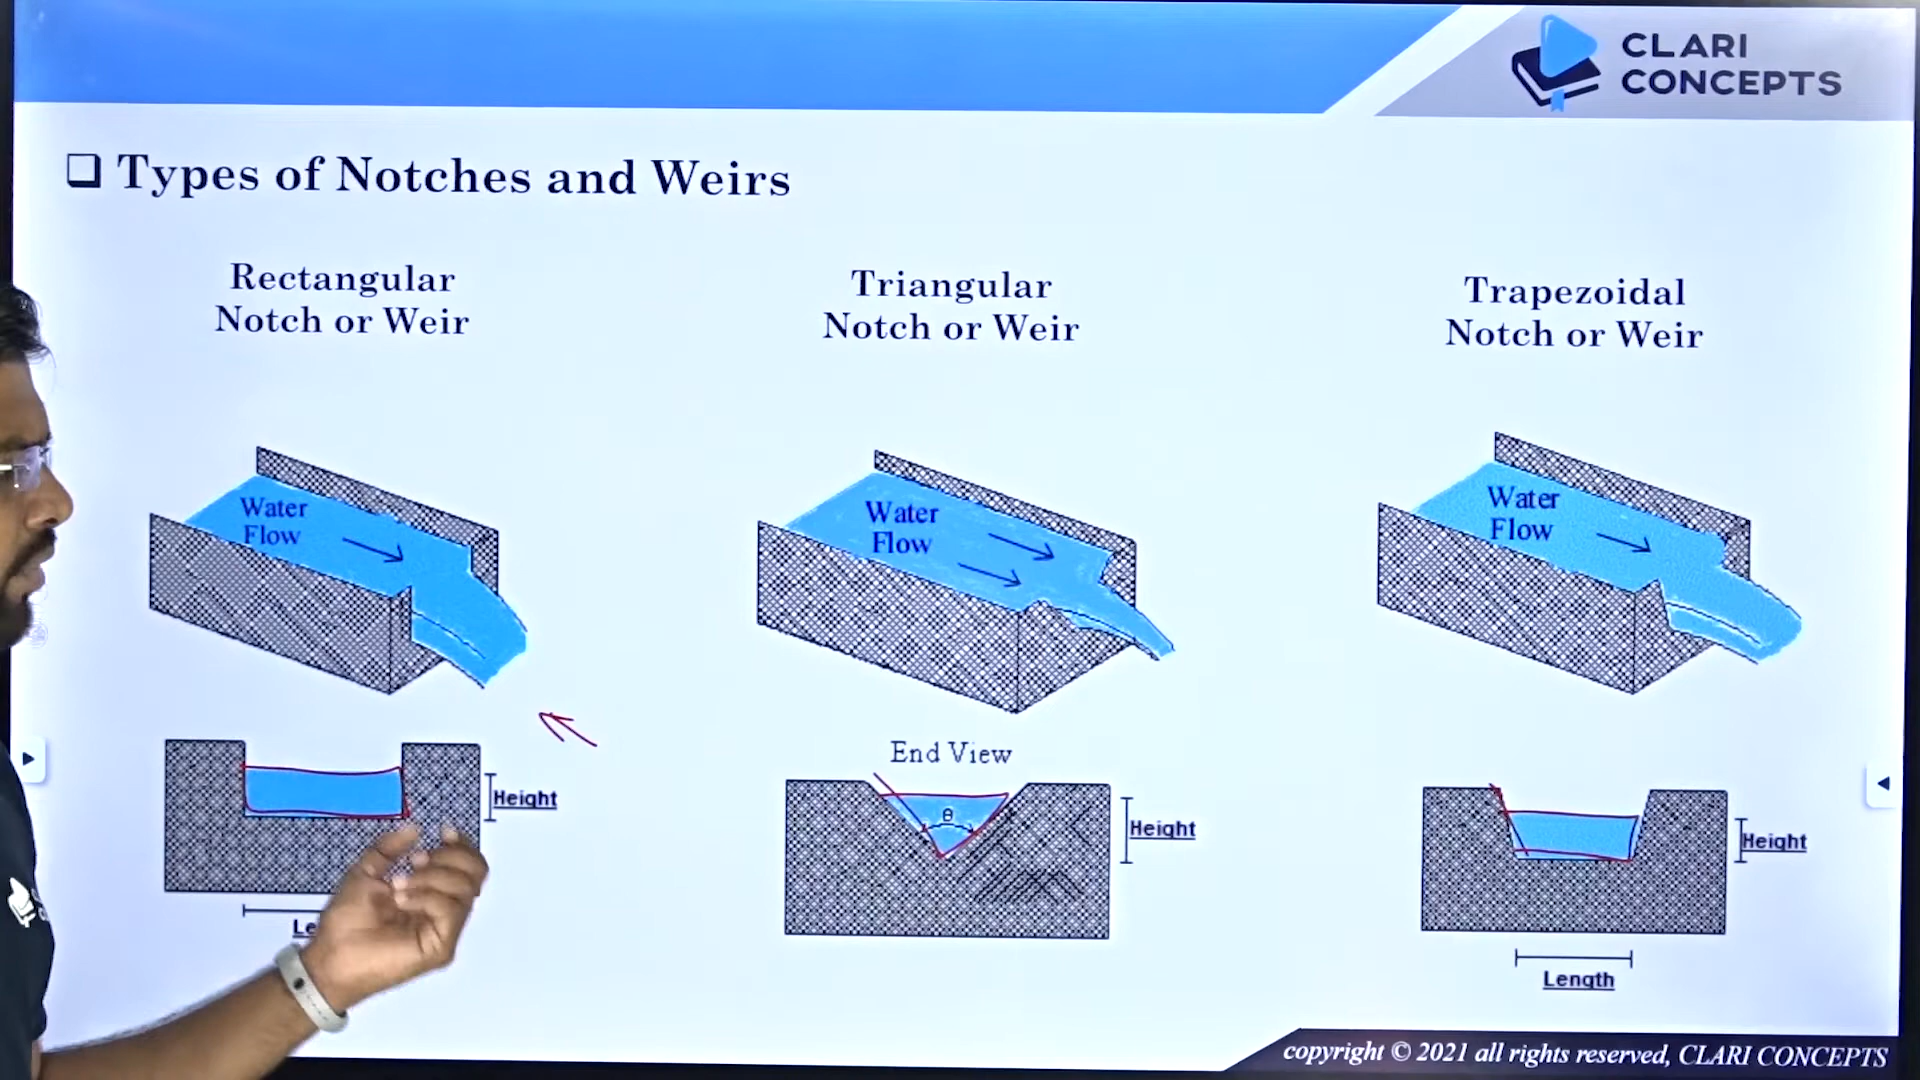 CLARI
CONCEPTS
Types of Notches and Weirs
Rectangular
Notch or Weir
Triangular
Notch or Weir
Trapezoidal
Notch or Weir
Water
Flow
Water
Flow
Water
Flow
Height
End View
θ
Height
Height
Length
copyright © 2021 all rights reserved, CLARI CONCEPTS